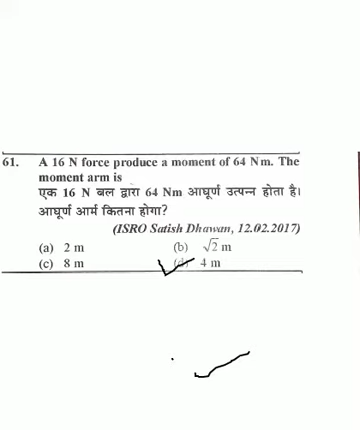 61. A 16 N force produce a moment of 64 Nm. The
moment arm is
एक 16 N बल द्वारा 64 Nm आघूर्ण उत्पन्न होता है।
आघूर्ण आर्म कितना होगा?
(ISRO Satish Dhawan, 12.02.2017)
(a) 2 m (b) √2 m
(c) 8 m (d) 4 m